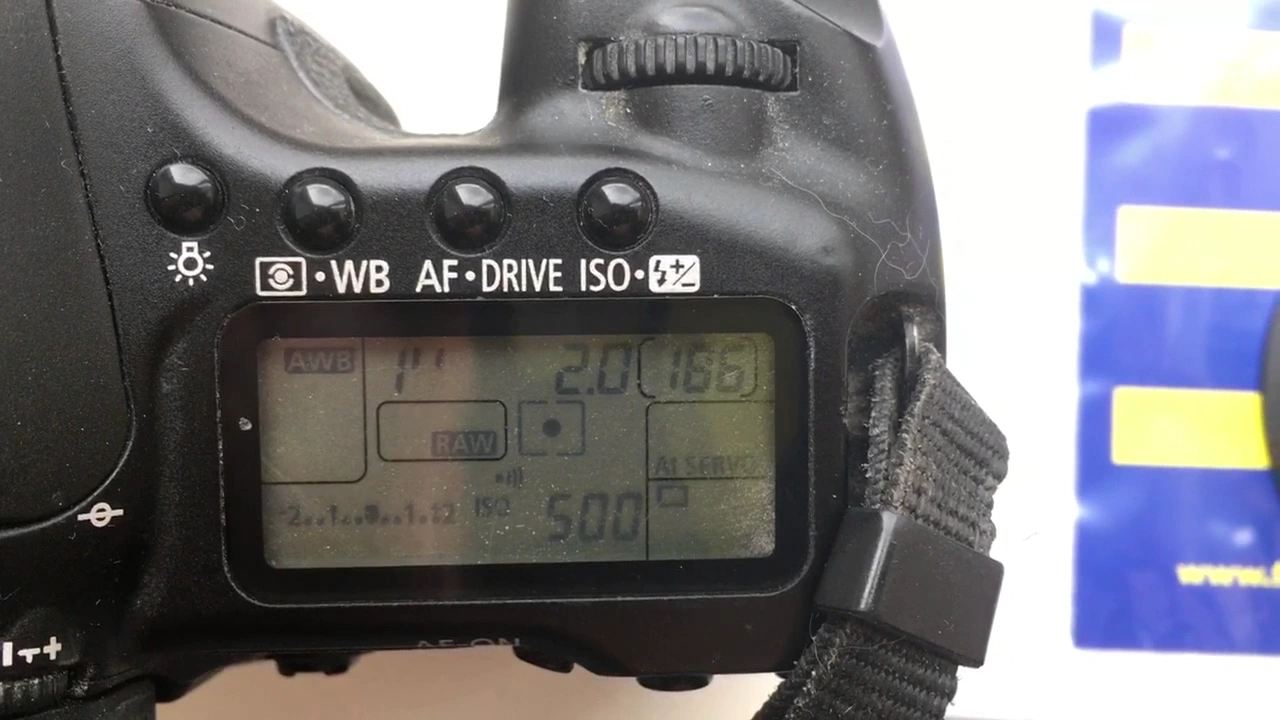 WB AF•DRIVE ISO•
AWB 1" 2.0 166
RAW
AI SERVO
-2..1..0..1..+2 ISO 500
AF-ON
www.